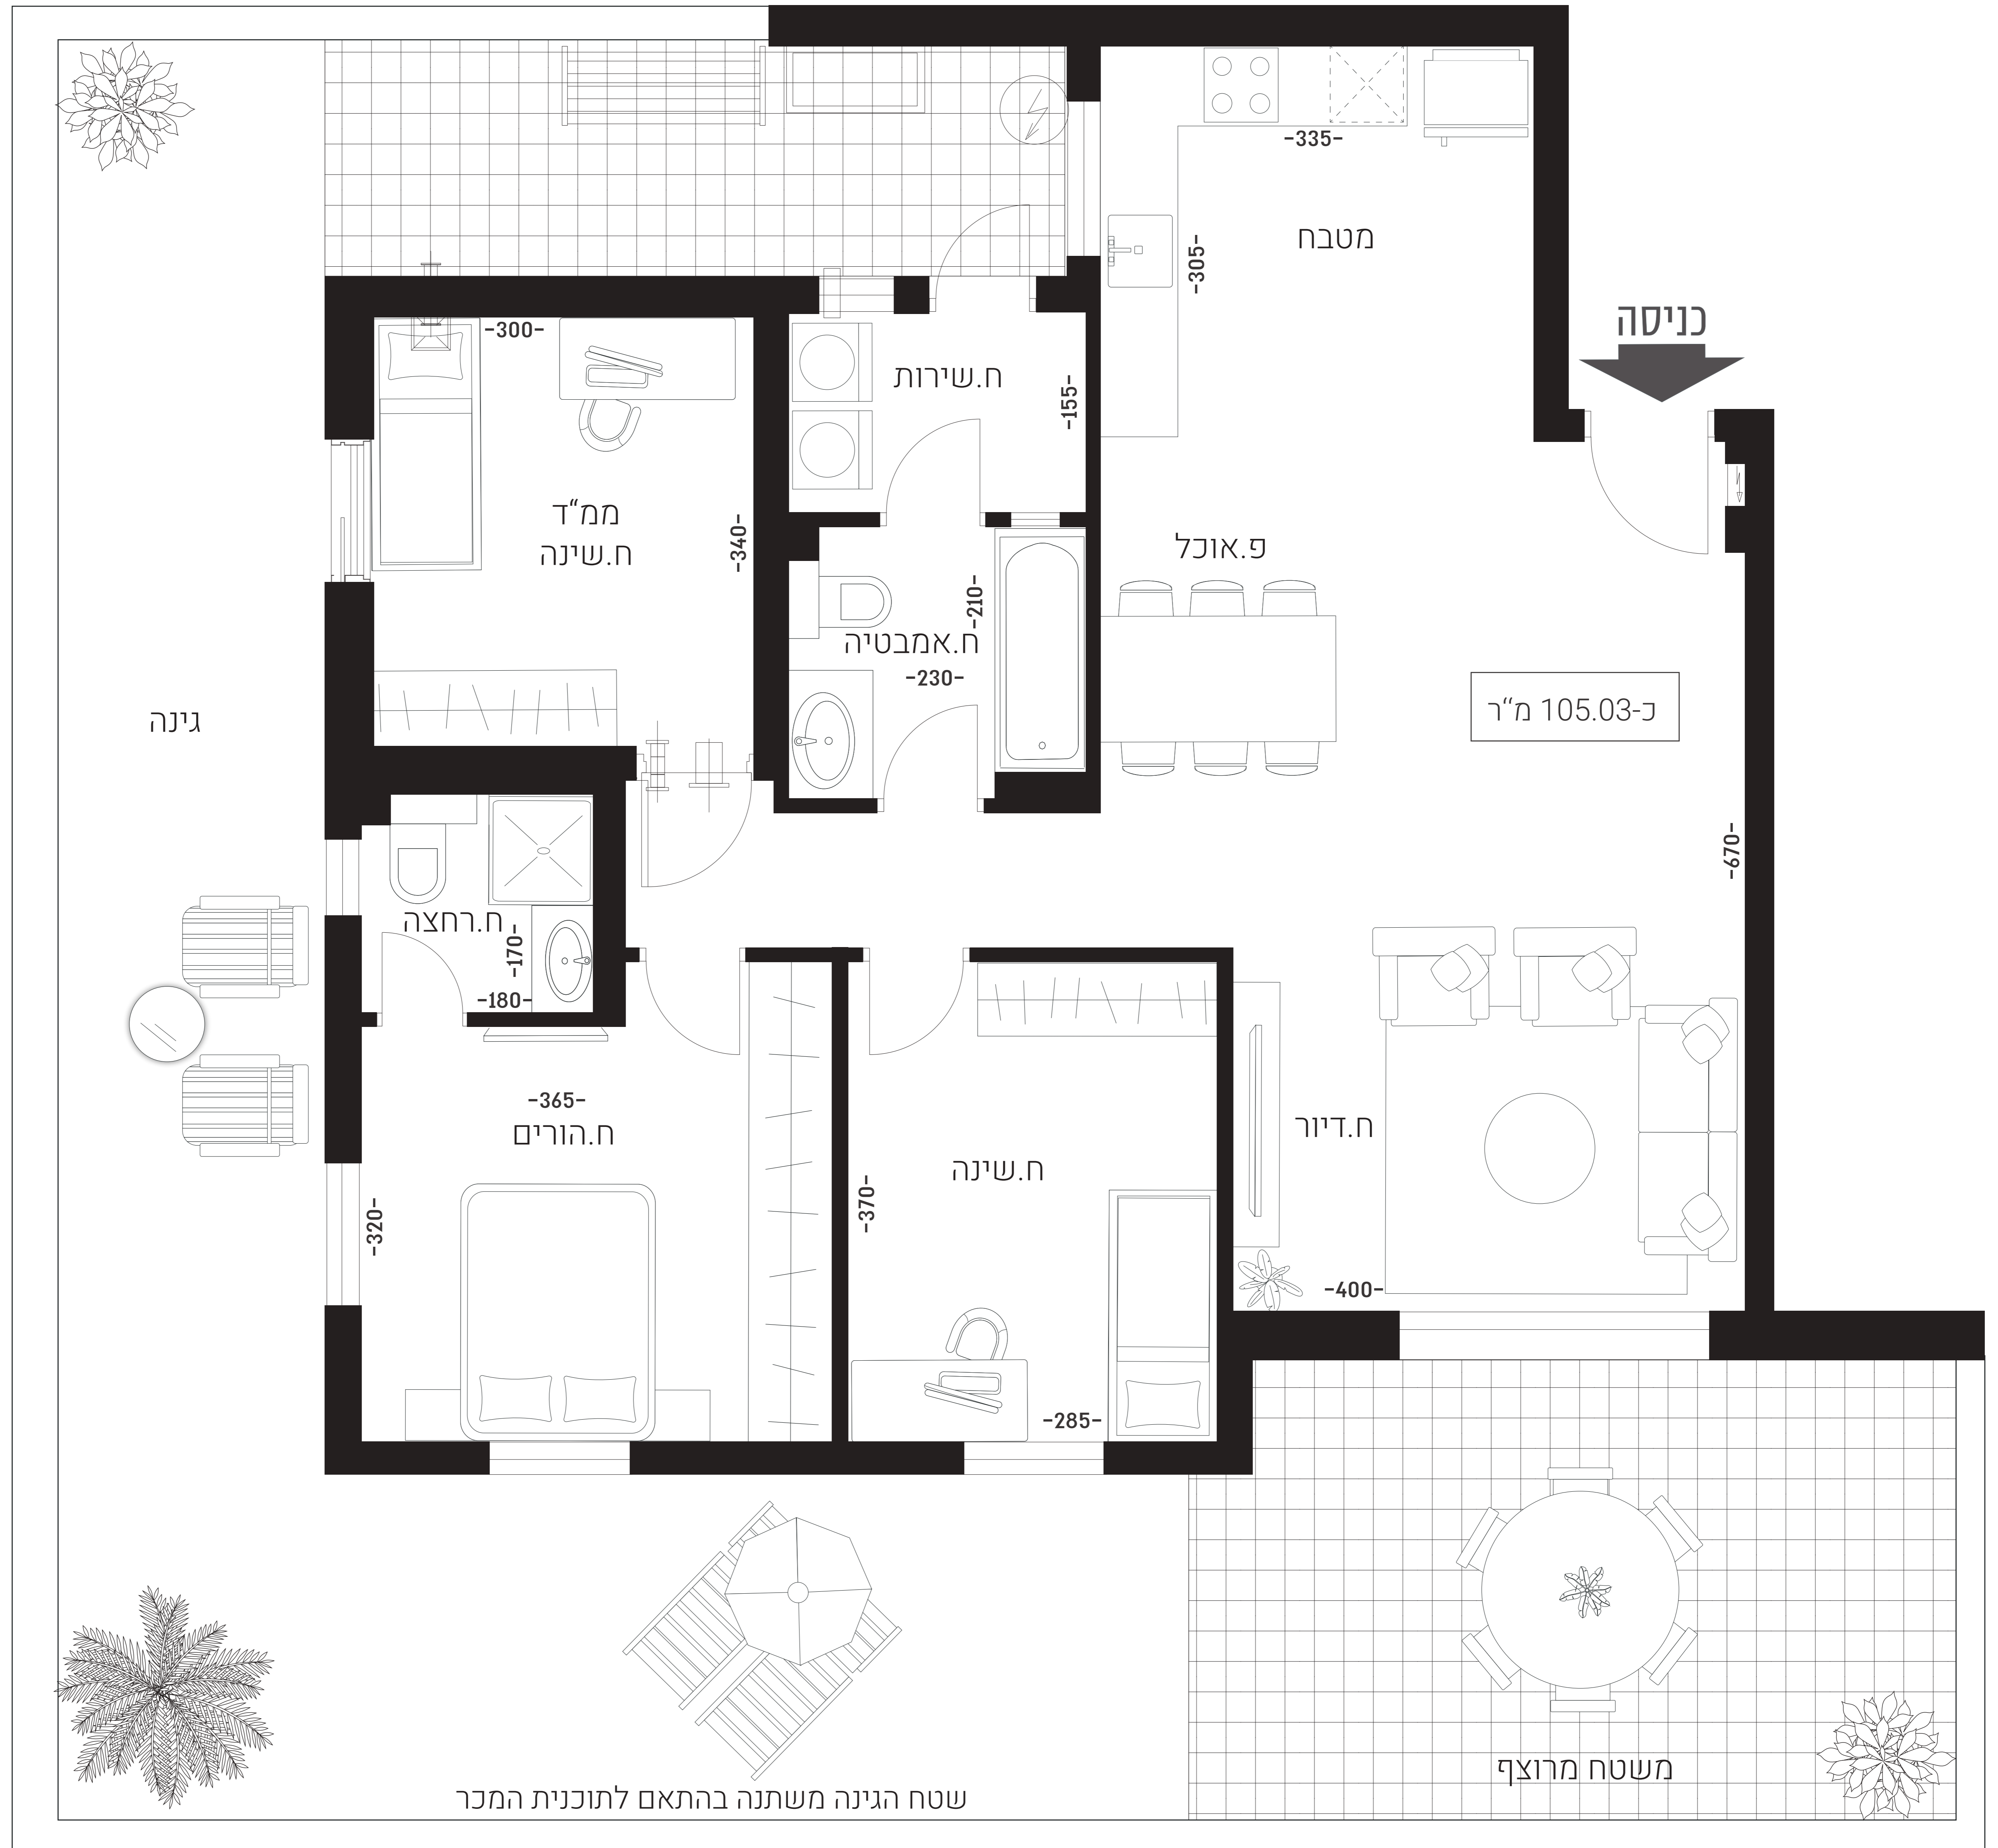 -335-
מטבח
-305-
כניסה
-300-
ח.שירות
-155-
ממ“ד
ח.שינה
-340-
פ.אוכל
-210-
ח.אמבטיה
-230-
כ-105.03 מ“ר
גינה
-670-
ח.רחצה
-170-
-180-
-365-
ח.הורים
-320-
ח.שינה
-370-
-285-
ח.דיור
-400-
משטח מרוצף
שטח הגינה משתנה בהתאם לתוכנית המכר